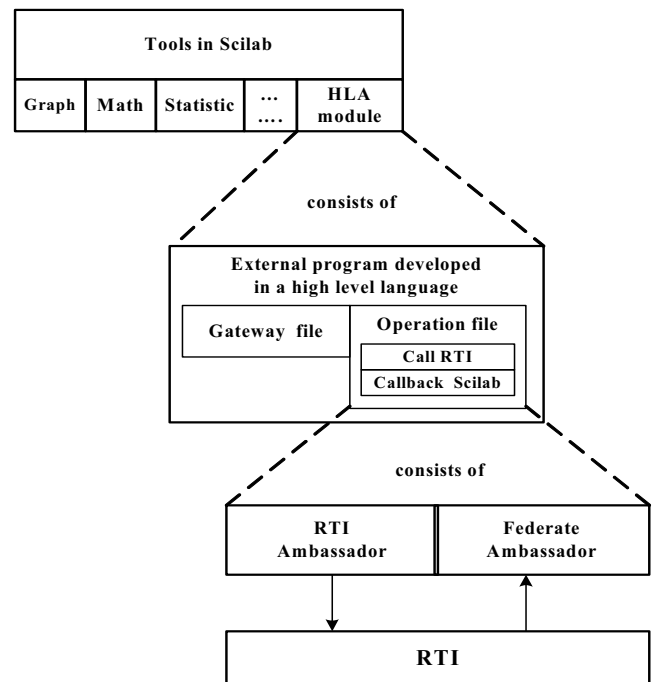 Tools in Scilab
Graph
Math
Statistic
...
....
HLA
module
consists of
External program developed
in a high level language
Gateway file
Operation file
Call RTI
Callback Scilab
consists of
RTI
Ambassador
Federate
Ambassador
RTI